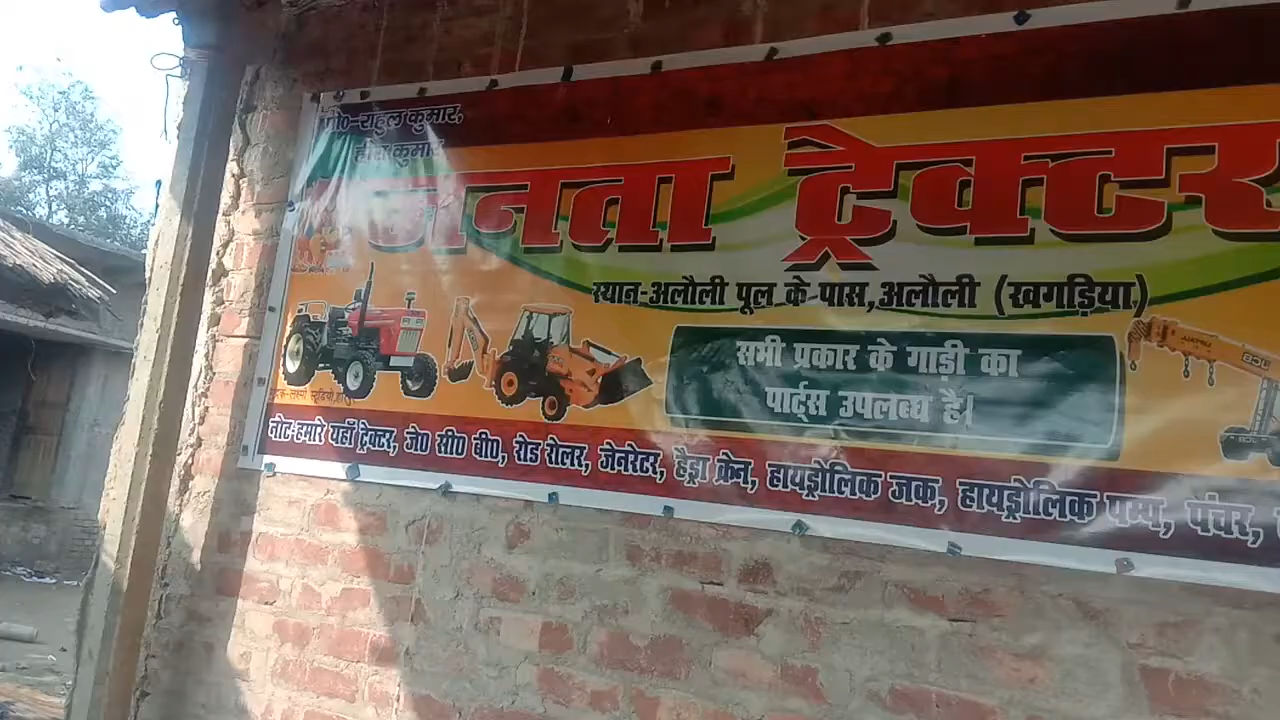 प्रो०-राहुल कुमार,
हीरा कुमार
जनता ट्रेक्टर
स्थान-अलौली पूल के पास,अलौली (खगड़िया)
सभी प्रकार के गाड़ी का
पार्ट्स उपलब्ध है|
नोट-हमारे यहाँ ट्रेक्टर, जे० सी० बी०, रोड रोलर, जेनरेटर, हैड्रा क्रेन, हायड्रोलिक जक, हायड्रोलिक पम्प, पंचर,
JCB